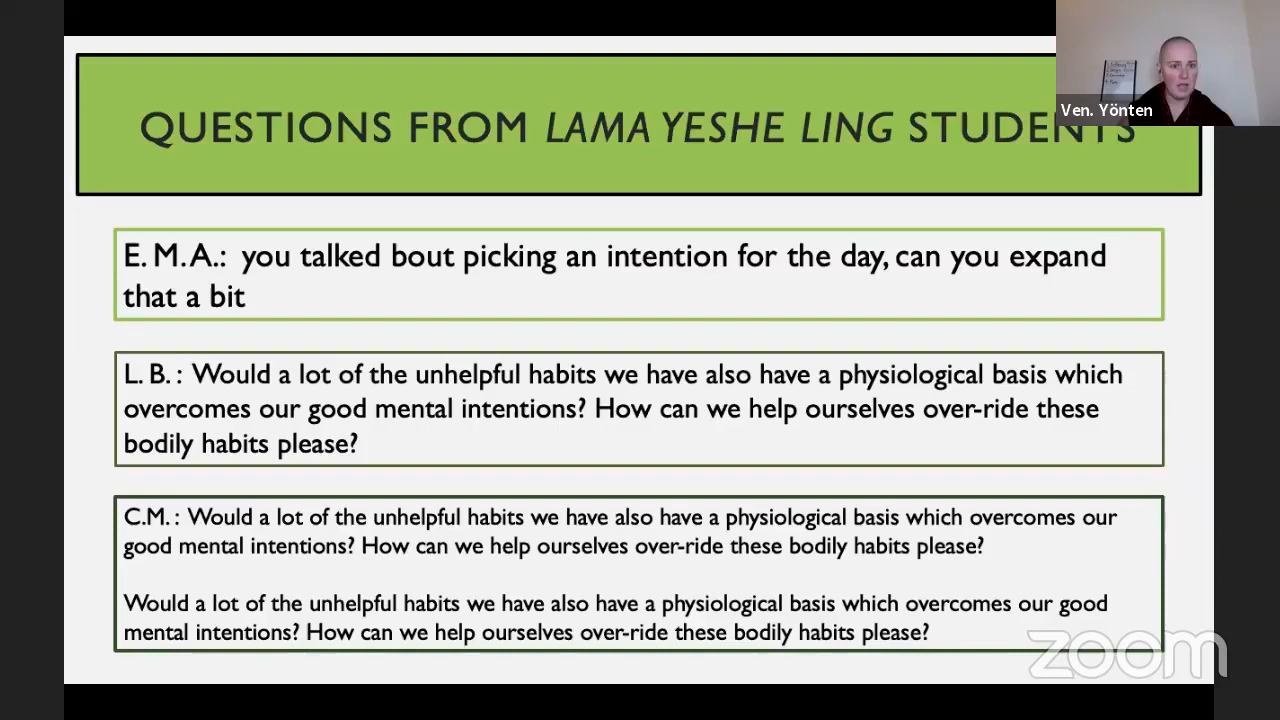 QUESTIONS FROM LAMA YESHE LING STUDENTS
Ven. Yönten
E. M. A.: you talked bout picking an intention for the day, can you expand
that a bit
L. B. : Would a lot of the unhelpful habits we have also have a physiological basis which
overcomes our good mental intentions? How can we help ourselves over-ride these
bodily habits please?
C.M. : Would a lot of the unhelpful habits we have also have a physiological basis which overcomes our
good mental intentions? How can we help ourselves over-ride these bodily habits please?
Would a lot of the unhelpful habits we have also have a physiological basis which overcomes our good
mental intentions? How can we help ourselves over-ride these bodily habits please?
zoom